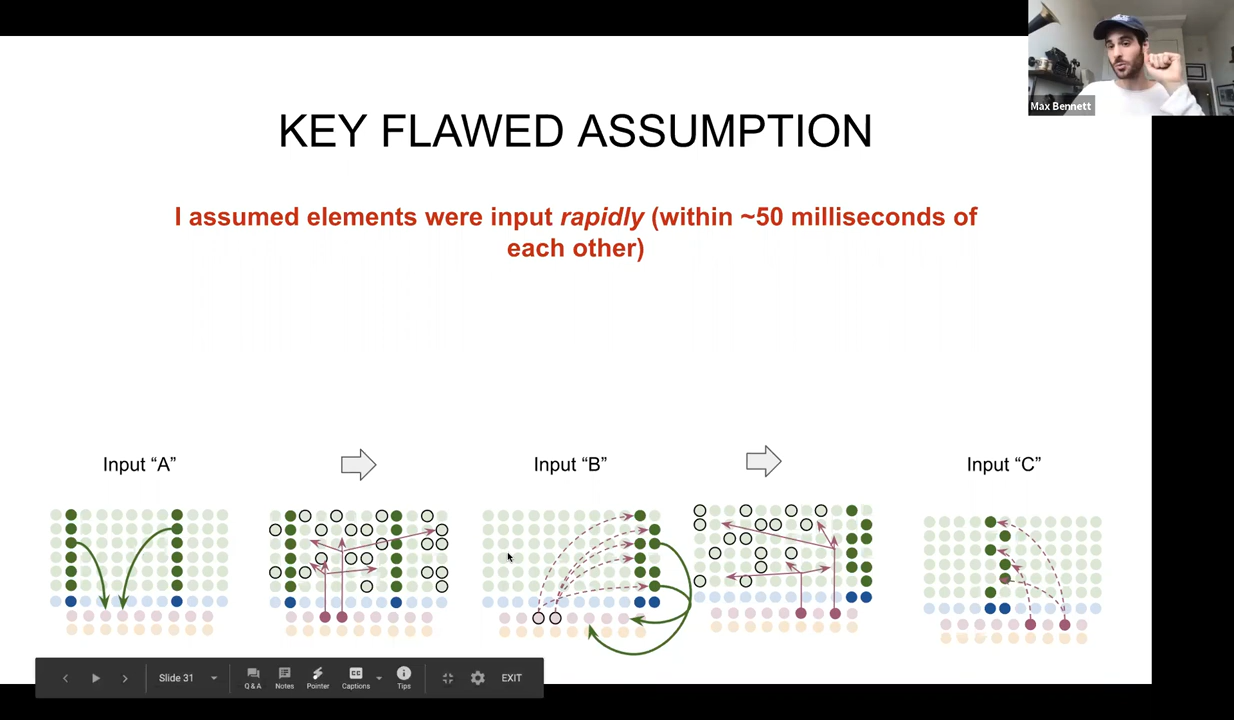 Max Bennett
KEY FLAWED ASSUMPTION
I assumed elements were input rapidly (within ~50 milliseconds of
each other)
Input “A”
Input “B”
Input “C”
Slide 31
Q & A
Notes
Pointer
Captions
Tips
EXIT